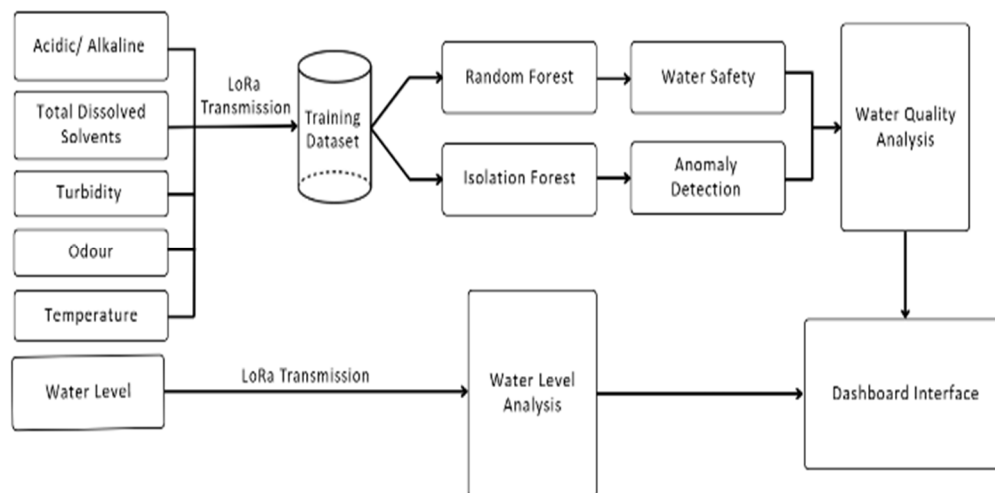 Acidic/ Alkaline
Total Dissolved
Solvents
Turbidity
Odour
Temperature
Water Level
LoRa
Transmission
Training
Dataset
Random Forest
Isolation Forest
Water Safety
Anomaly
Detection
Water Quality
Analysis
LoRa Transmission
Water Level
Analysis
Dashboard Interface